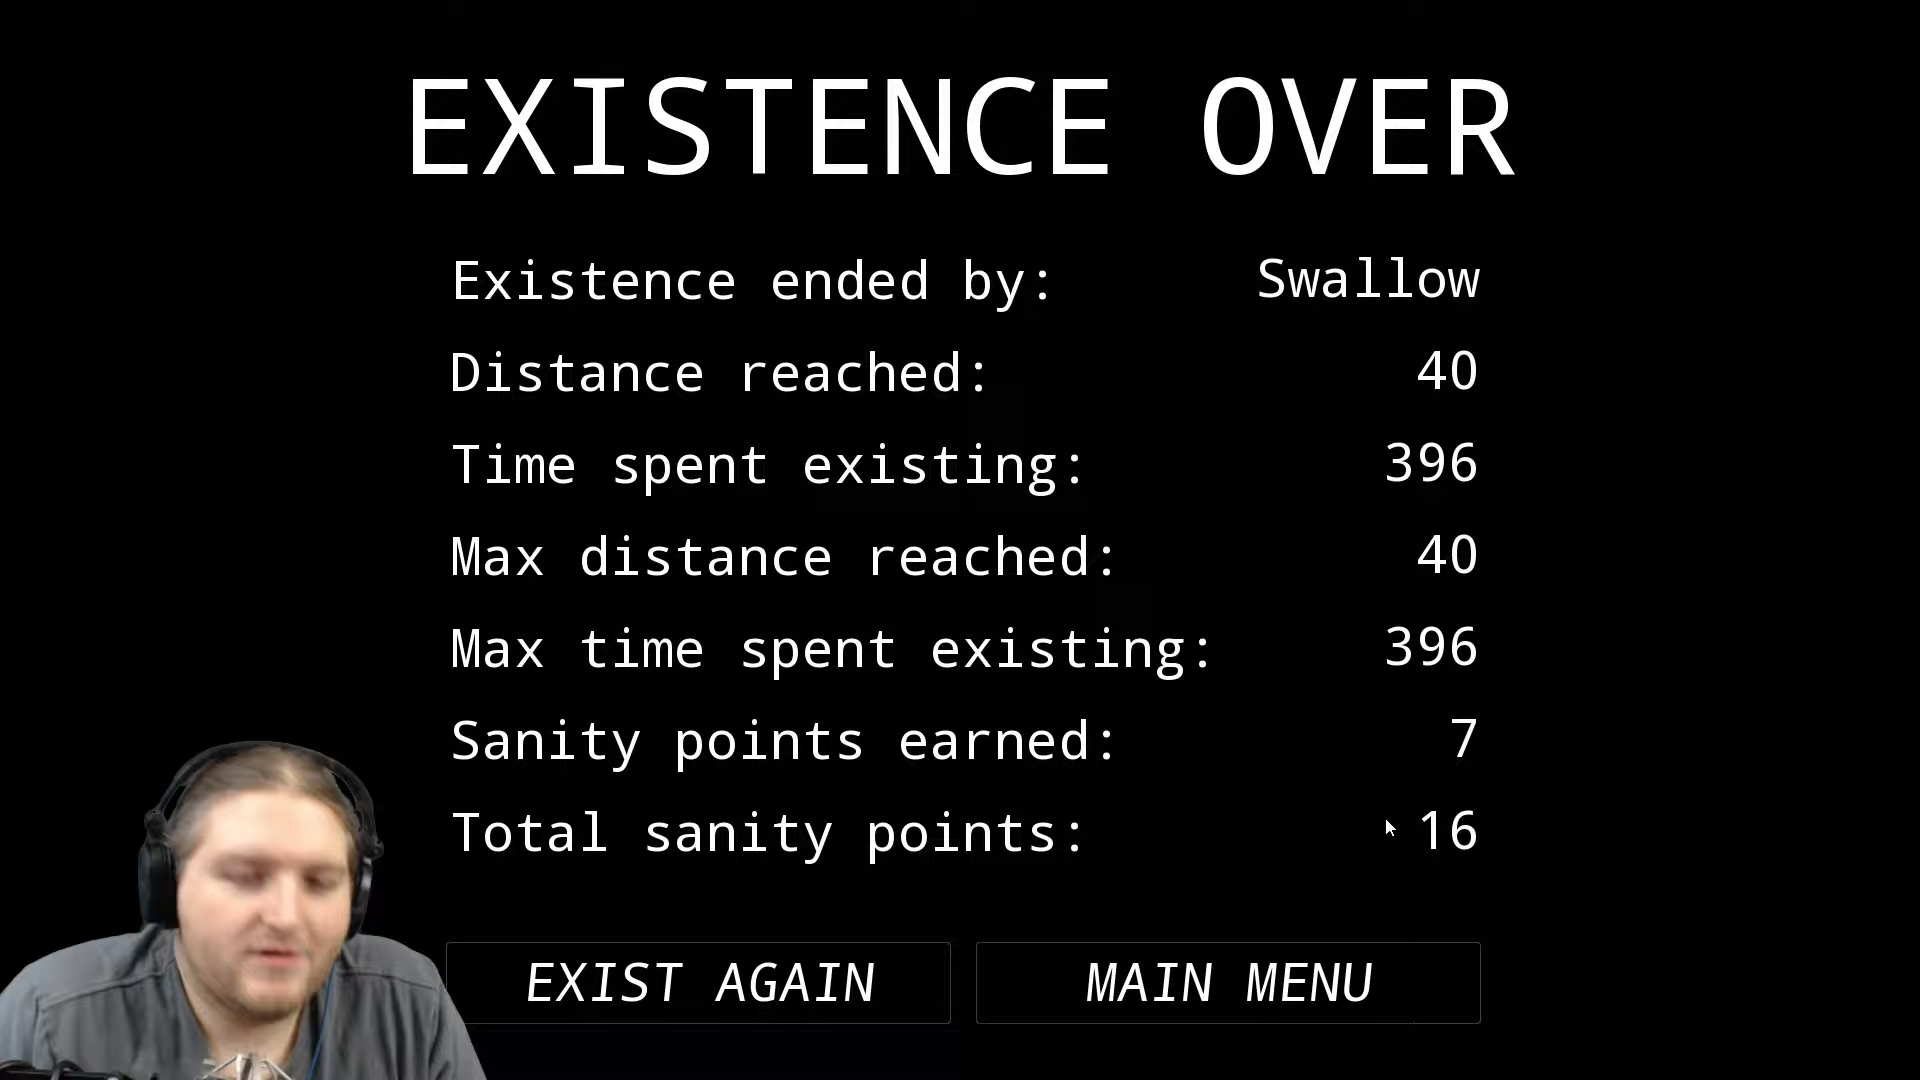 EXISTENCE OVER
Existence ended by: Swallow
Distance reached: 40
Time spent existing: 396
Max distance reached: 40
Max time spent existing: 396
Sanity points earned: 7
Total sanity points: 16
EXIST AGAIN MAIN MENU